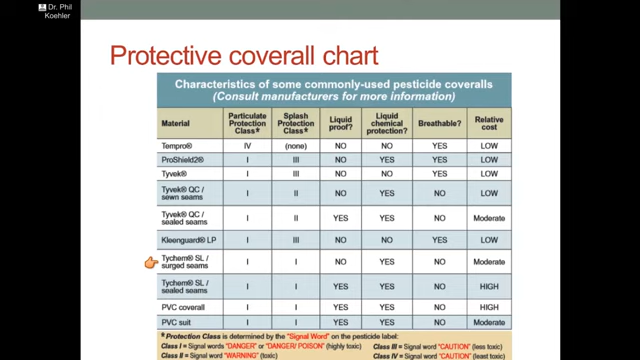 Dr. Phil
Koehler
Protective coverall chart
Characteristics of some commonly-used pesticide coveralls
(Consult manufacturers for more information)
Material Particulate Protection Class* Splash Protection Class* Liquid proof? Liquid chemical protection? Breathable? Relative cost
Tempro® IV (none) NO NO YES LOW
ProShield2® I III NO YES YES LOW
Tyvek® I III NO NO YES LOW
Tyvek® QC / sewn seams I II NO YES NO LOW
Tyvek® QC / sealed seams I II YES YES NO Moderate
Kleenguard® LP I III NO NO YES LOW
Tychem® SL / surged seams I I NO YES NO Moderate
Tychem® SL / sealed seams I I YES YES NO HIGH
PVC coverall I I YES YES NO HIGH
PVC suit I I YES YES NO Moderate
* Protection Class is determined by the "Signal Word" on the pesticide label:
Class I = Signal words "DANGER" or "DANGER/ POISON" (highly toxic) Class III = Signal word "CAUTION" (less toxic)
Class II = Signal word "WARNING" (toxic) Class IV = Signal word "CAUTION" (least toxic)